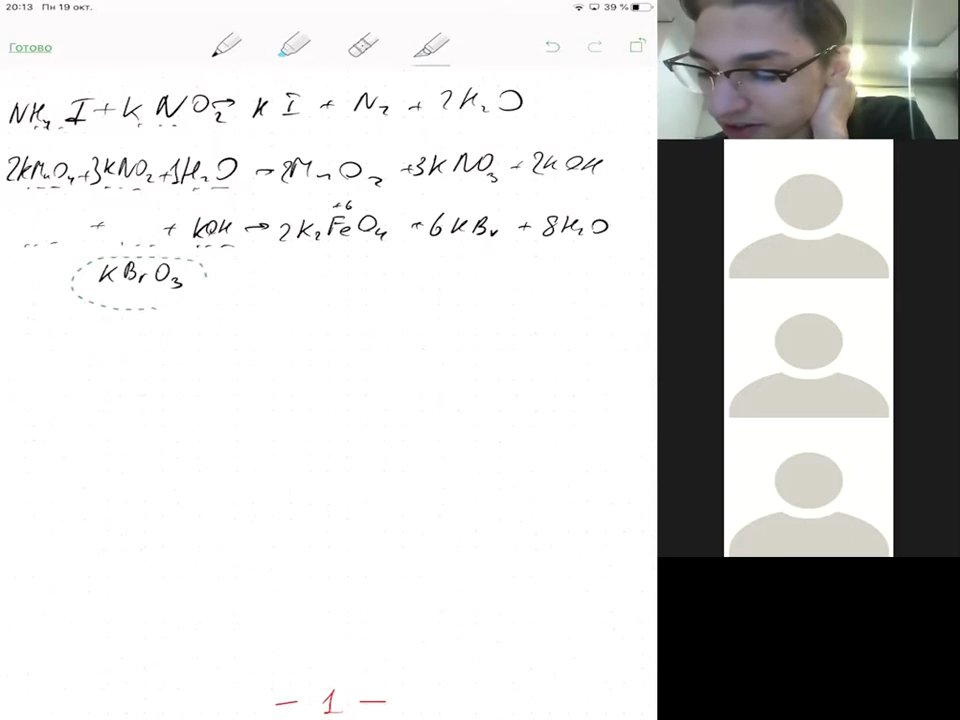 20:13 Пн 19 окт. 39 %
Готово
NH₄I + KNO₂ → KI + N₂ + 2H₂O
2KMnO₄ + 3KNO₂ + H₂O → 2MnO₂ + 3KNO₃ + 2KOH
+ + KOH → 2K₂FeO₄ + 6KBr + 8H₂O
+6
KBrO₃
— 1 —